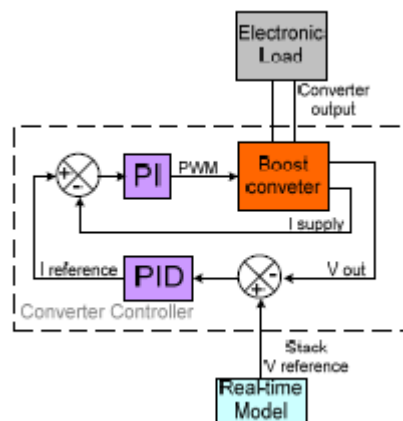 Electronic
Load
Converter
output
+
-
PI
PWM
Boost
conveter
I supply
I reference
PID
-
+
V out
Converter Controller
Stack
V reference
Real-time
Model